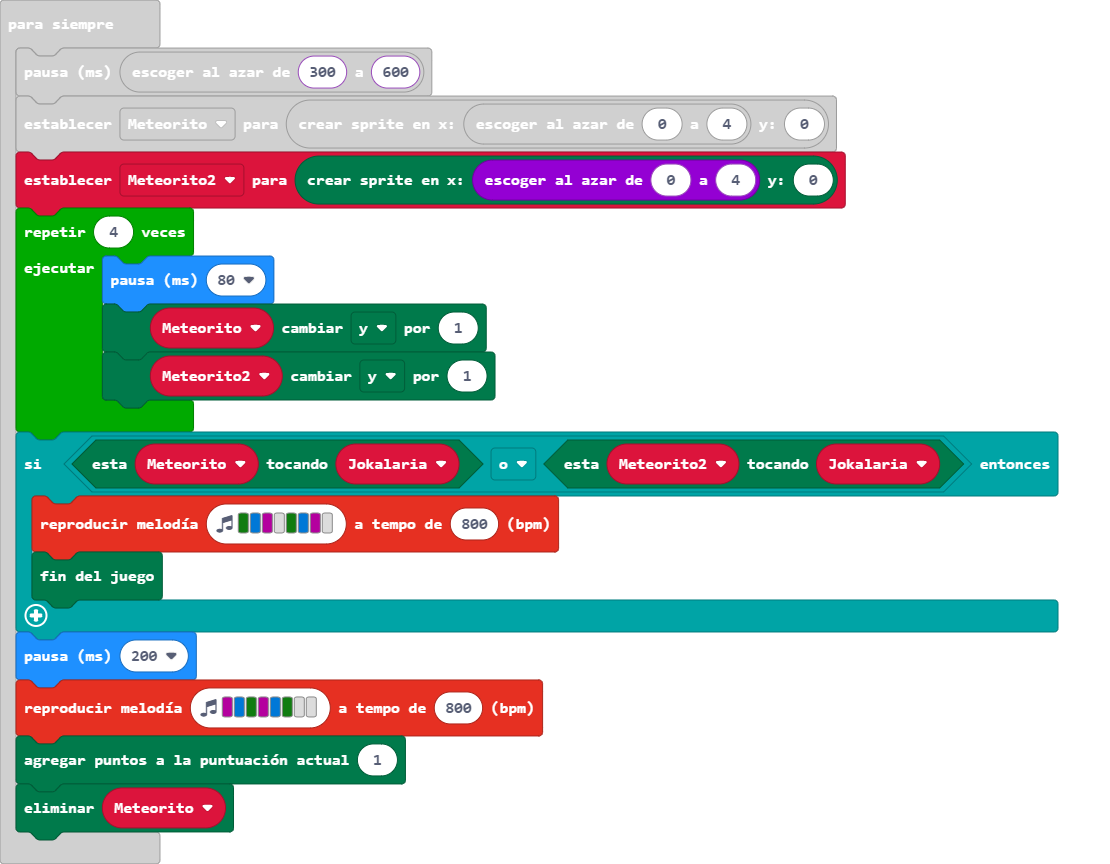 para siempre
pausa (ms) escoger al azar de 300 a 600
establecer Meteorito para crear sprite en x: escoger al azar de 0 a 4 y: 0
establecer Meteorito2 para crear sprite en x: escoger al azar de 0 a 4 y: 0
repetir 4 veces
ejecutar
pausa (ms) 80
Meteorito cambiar y por 1
Meteorito2 cambiar y por 1
si esta Meteorito tocando Jokalaria o esta Meteorito2 tocando Jokalaria entonces
reproducir melodía a tempo de 800 (bpm)
fin del juego
pausa (ms) 200
reproducir melodía a tempo de 800 (bpm)
agregar puntos a la puntuación actual 1
eliminar Meteorito